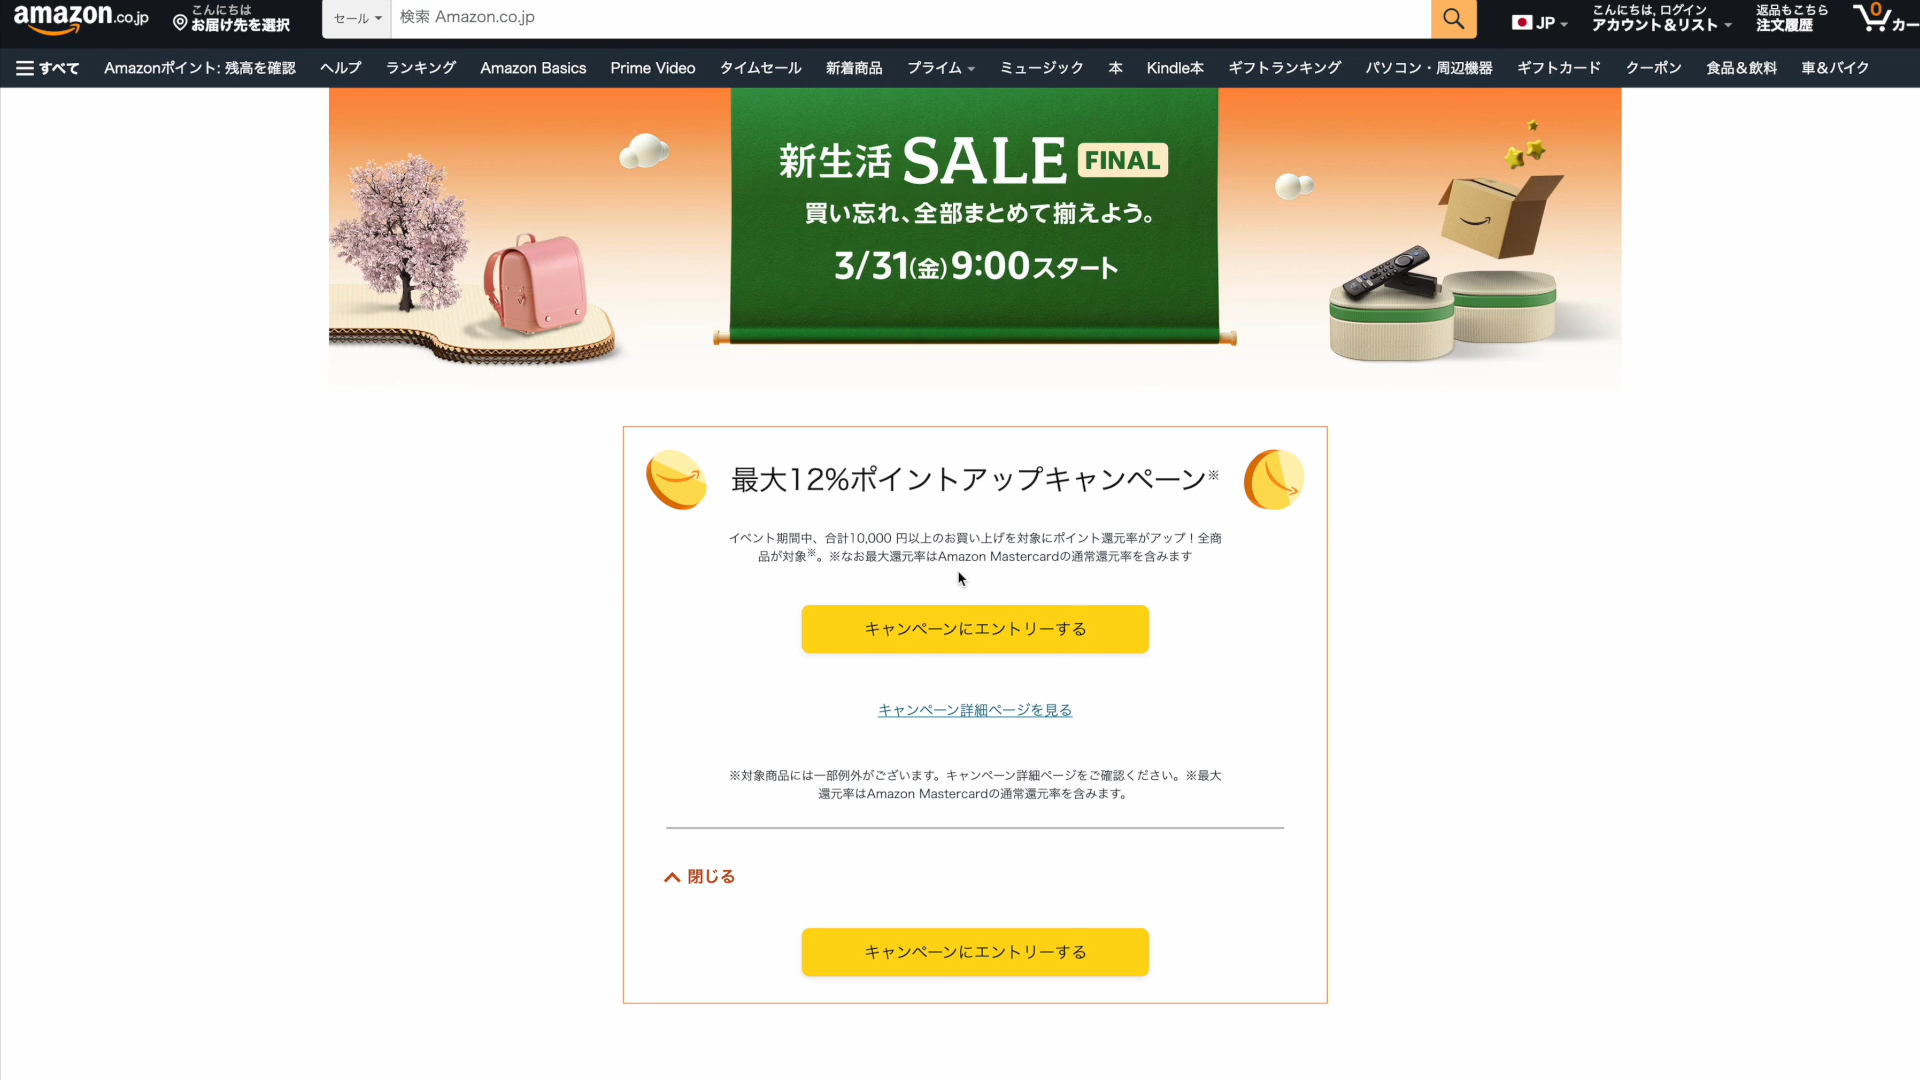 amazon.co.jp
こんにちは
お届け先を選択
セール
検索 Amazon.co.jp
JP
こんにちは, ログイン
アカウント&リスト
返品もこちら
注文履歴
0
カー
すべて
Amazonポイント: 残高を確認
ヘルプ
ランキング
Amazon Basics
Prime Video
タイムセール
新着商品
プライム
ミュージック
本
Kindle本
ギフトランキング
パソコン・周辺機器
ギフトカード
クーポン
食品&飲料
車&バイク
新生活 SALE FINAL
買い忘れ、全部まとめて揃えよう。
3/31(金)9:00スタート
最大12%ポイントアップキャンペーン※
イベント期間中、合計10,000 円以上のお買い上げを対象にポイント還元率がアップ！全商
品が対象※。※なお最大還元率はAmazon Mastercardの通常還元率を含みます
キャンペーンにエントリーする
キャンペーン詳細ページを見る
※対象商品には一部例外がございます。キャンペーン詳細ページをご確認ください。※最大
還元率はAmazon Mastercardの通常還元率を含みます。
閉じる
キャンペーンにエントリーする